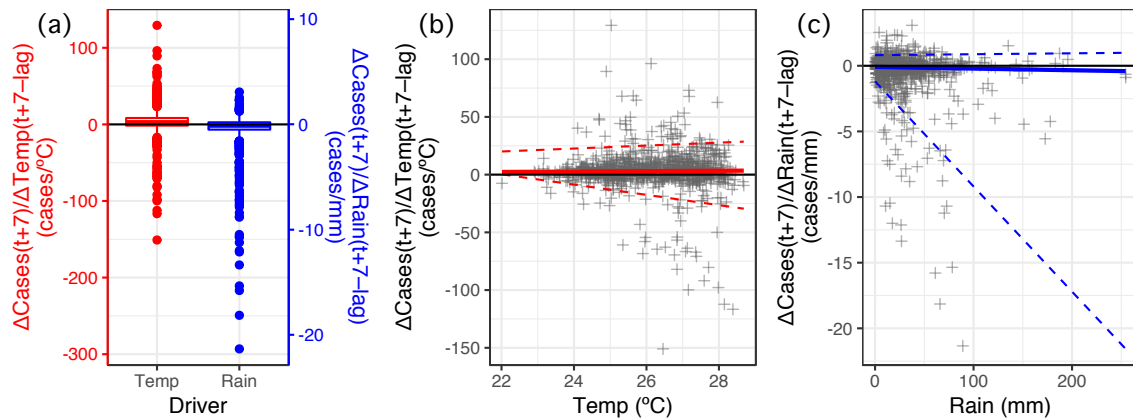 (a)
ΔCases(t+7)/ΔTemp(t+7−lag)
(cases/ºC)
100
0
-100
-200
-300
10
0
-10
-20
ΔCases(t+7)/ΔRain(t+7−lag)
(cases/mm)
Temp Rain
Driver
(b)
ΔCases(t+7)/ΔTemp(t+7−lag)
(cases/ºC)
100
50
0
-50
-100
-150
22 24 26 28
Temp (ºC)
(c)
ΔCases(t+7)/ΔRain(t+7−lag)
(cases/mm)
0
-5
-10
-15
-20
0 100 200
Rain (mm)